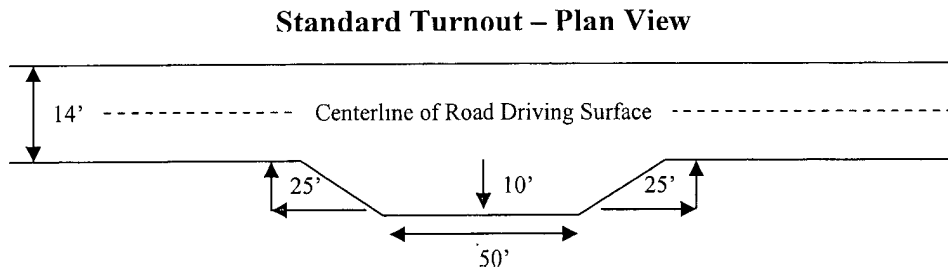 Standard Turnout – Plan View
14'
Centerline of Road Driving Surface
25'
10'
25'
50'